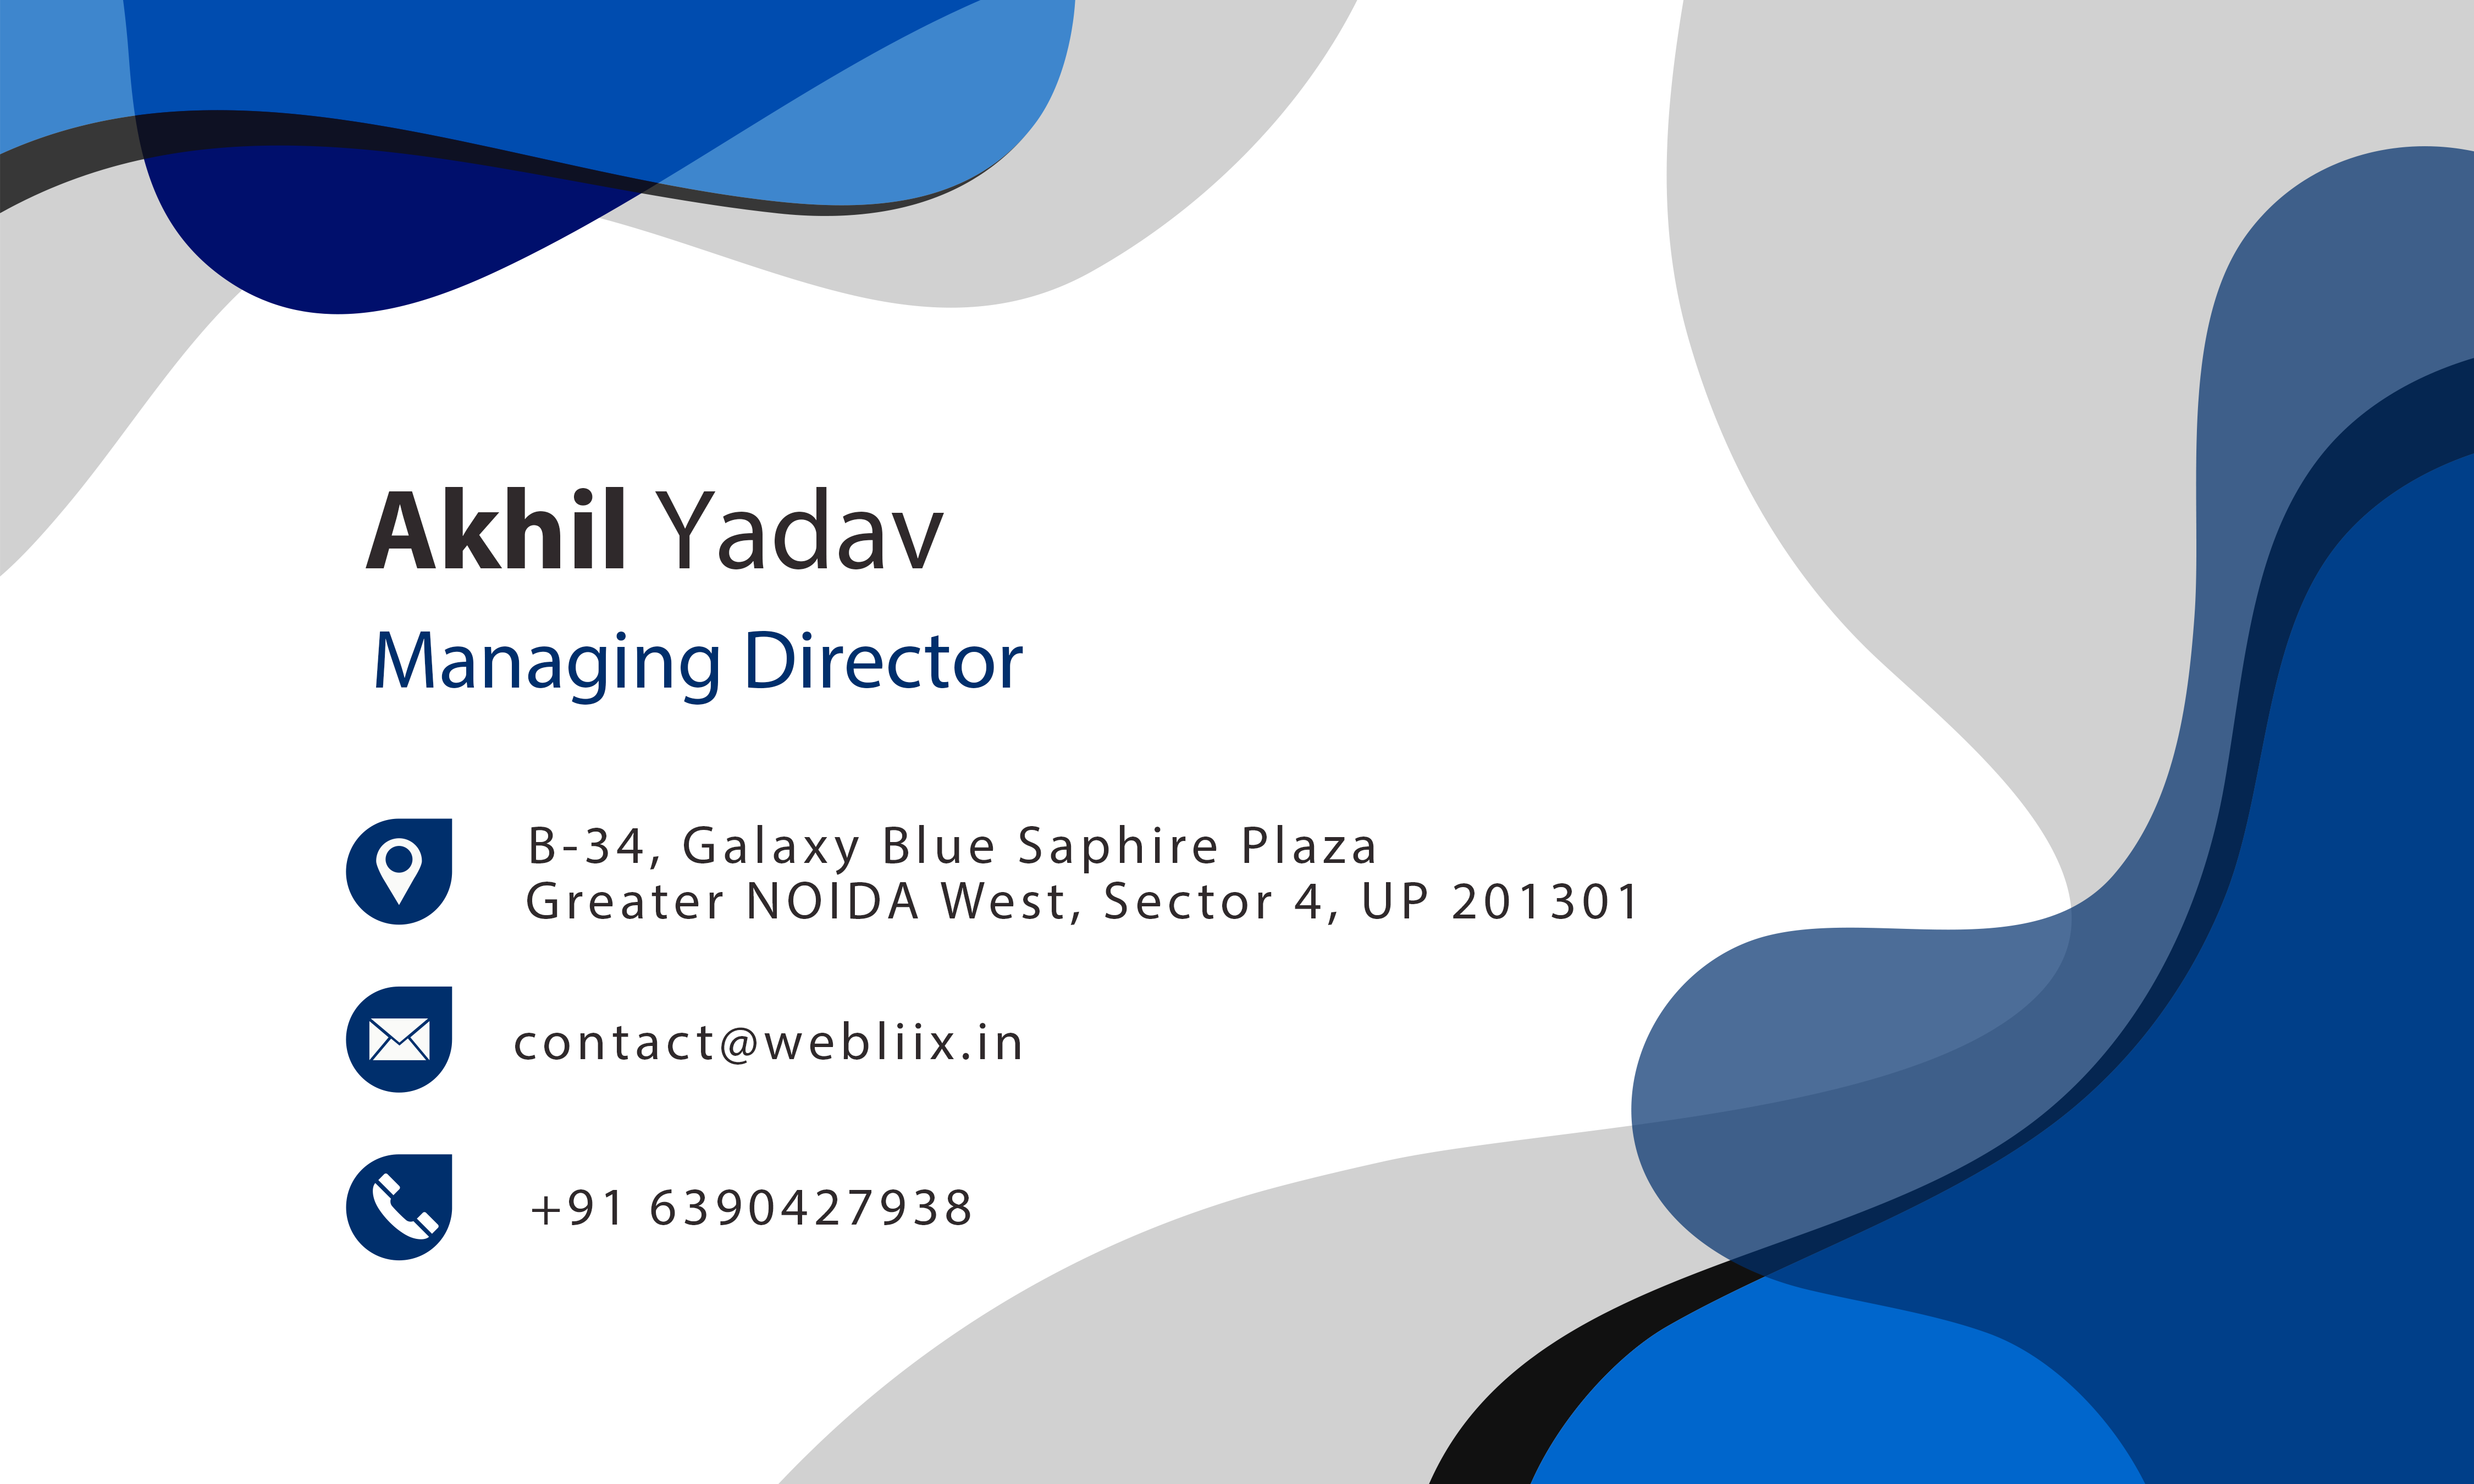 Akhil Yadav
Managing Director
B-34, Galaxy Blue Saphire Plaza
Greater NOIDA West, Sector 4, UP 201301
contact@webliix.in
+91 6390427938